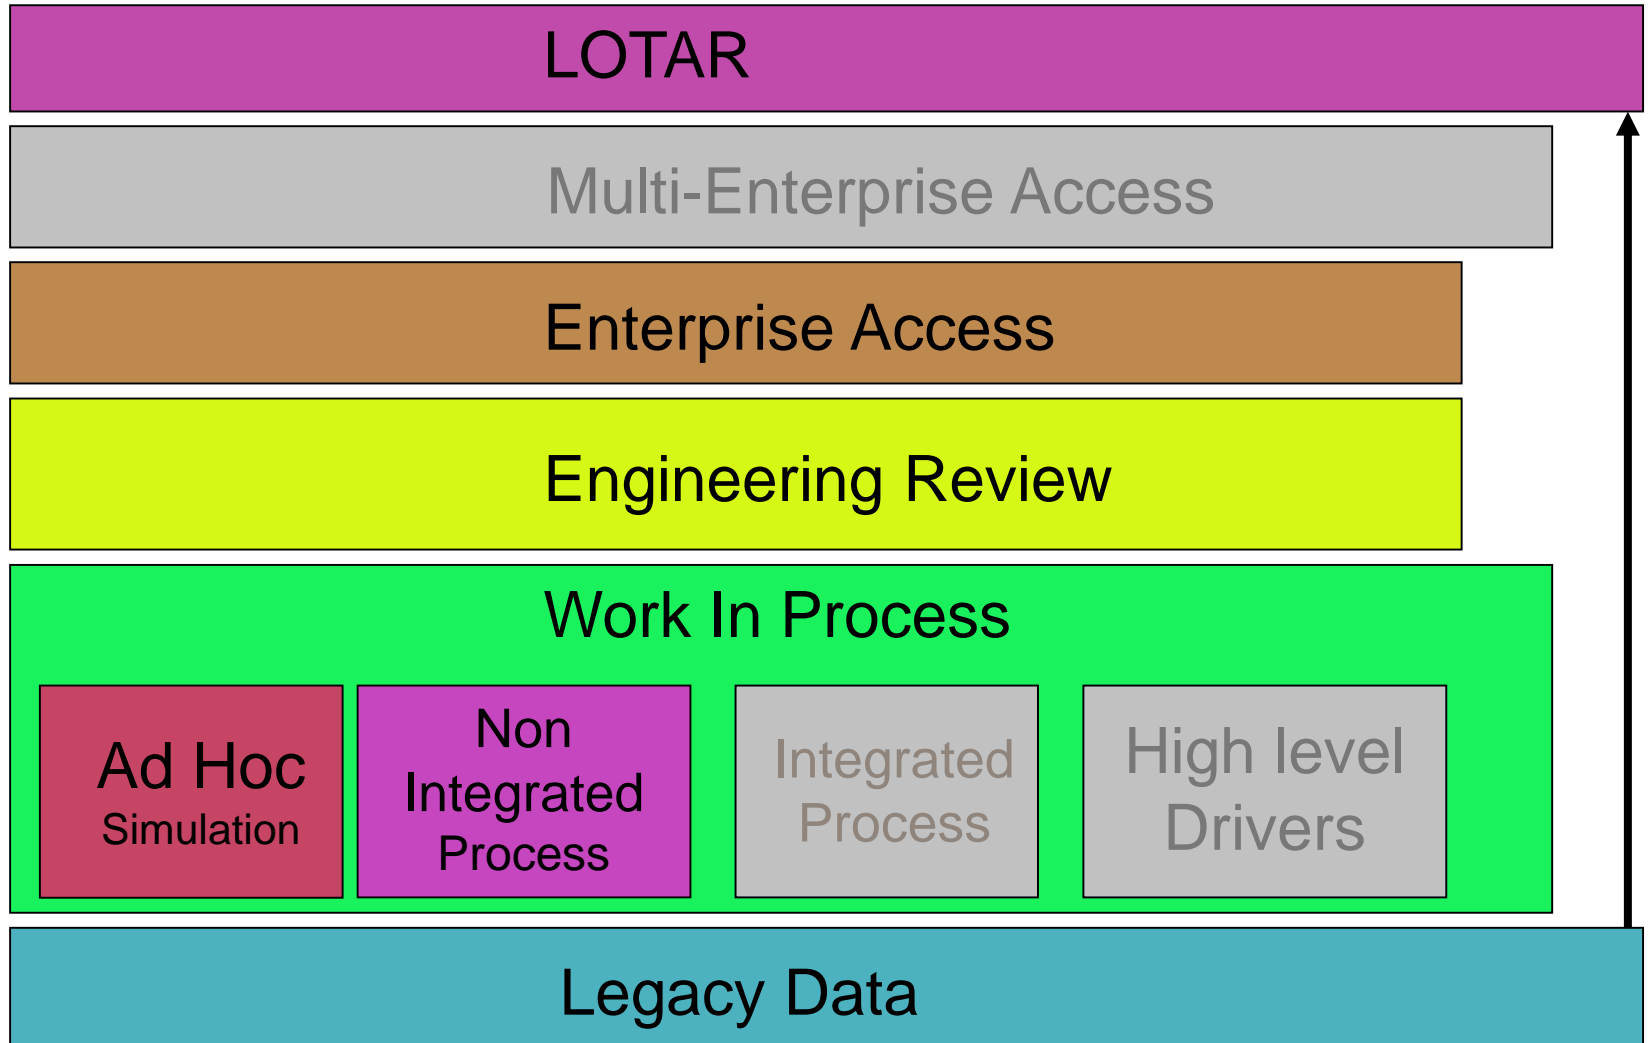 LOTAR
Multi-Enterprise Access
Enterprise Access
Engineering Review
Work In Process
Ad Hoc
Simulation
Non
Integrated
Process
Integrated
Process
High level
Drivers
Legacy Data